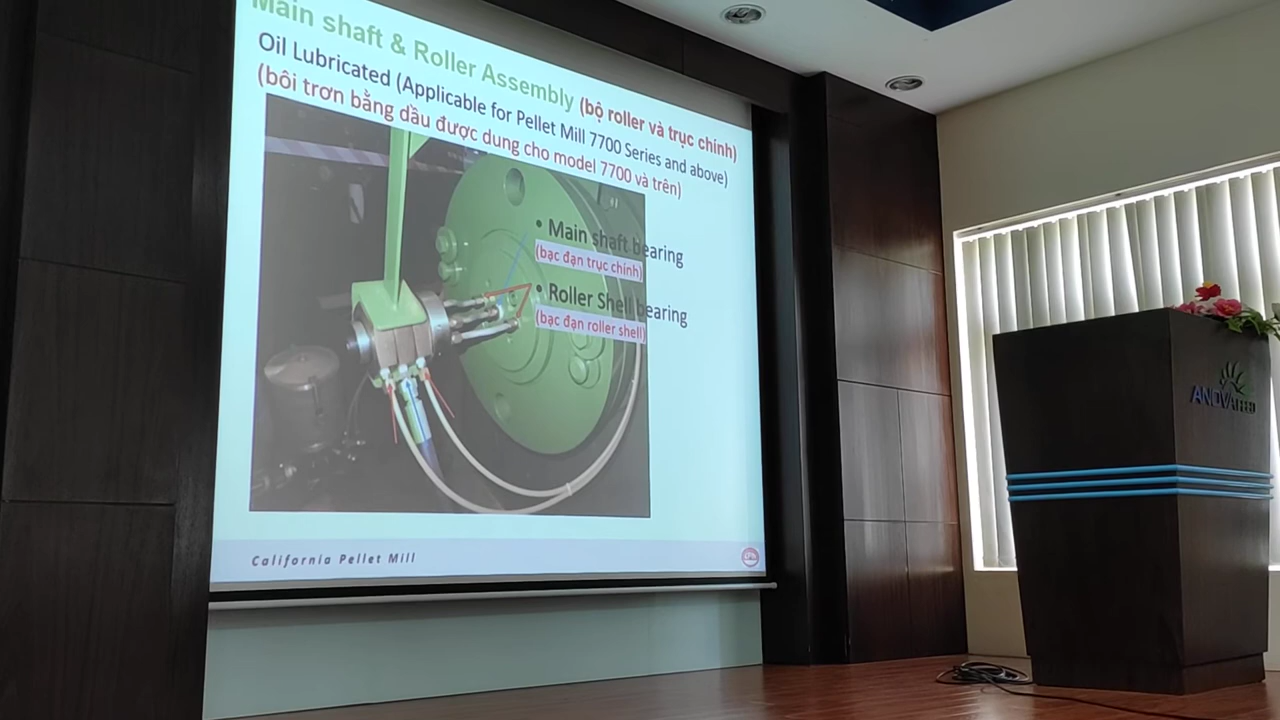 Main shaft & Roller Assembly (bộ roller và trục chính)
Oil Lubricated (Applicable for Pellet Mill 7700 Series and above)
(bôi trơn bằng dầu được dung cho model 7700 và trên)
• Main shaft bearing
(bạc đạn trục chính)
• Roller Shell bearing
(bạc đạn roller shell)
California Pellet Mill
ANOVAFEED